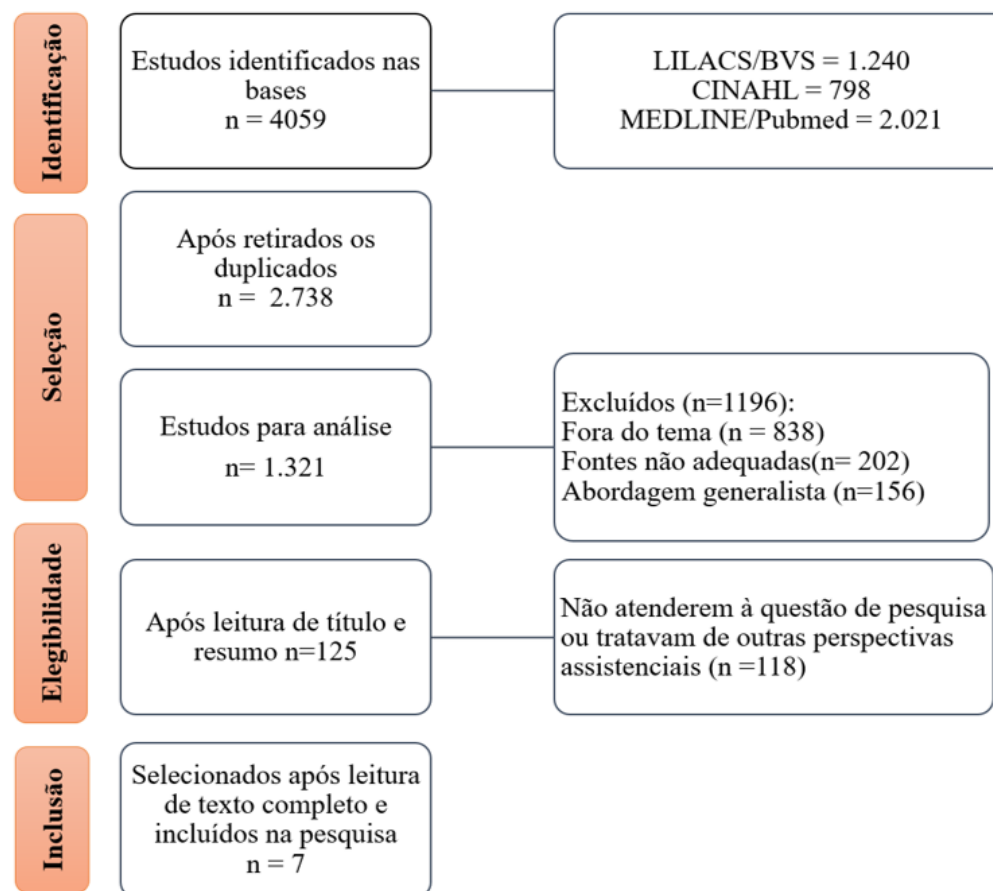 Identificação
Estudos identificados nas
bases
n = 4059
LILACS/BVS = 1.240
CINAHL = 798
MEDLINE/Pubmed = 2.021
Seleção
Após retirados os
duplicados
n =  2.738
Estudos para análise
n= 1.321
Excluídos (n=1196):
Fora do tema (n = 838)
Fontes não adequadas(n= 202)
Abordagem generalista (n=156)
Elegibilidade
Após leitura de título e
resumo n=125
Não atenderem à questão de pesquisa
ou tratavam de outras perspectivas
assistenciais (n =118)
Inclusão
Selecionados após leitura
de texto completo e
incluídos na pesquisa
n = 7